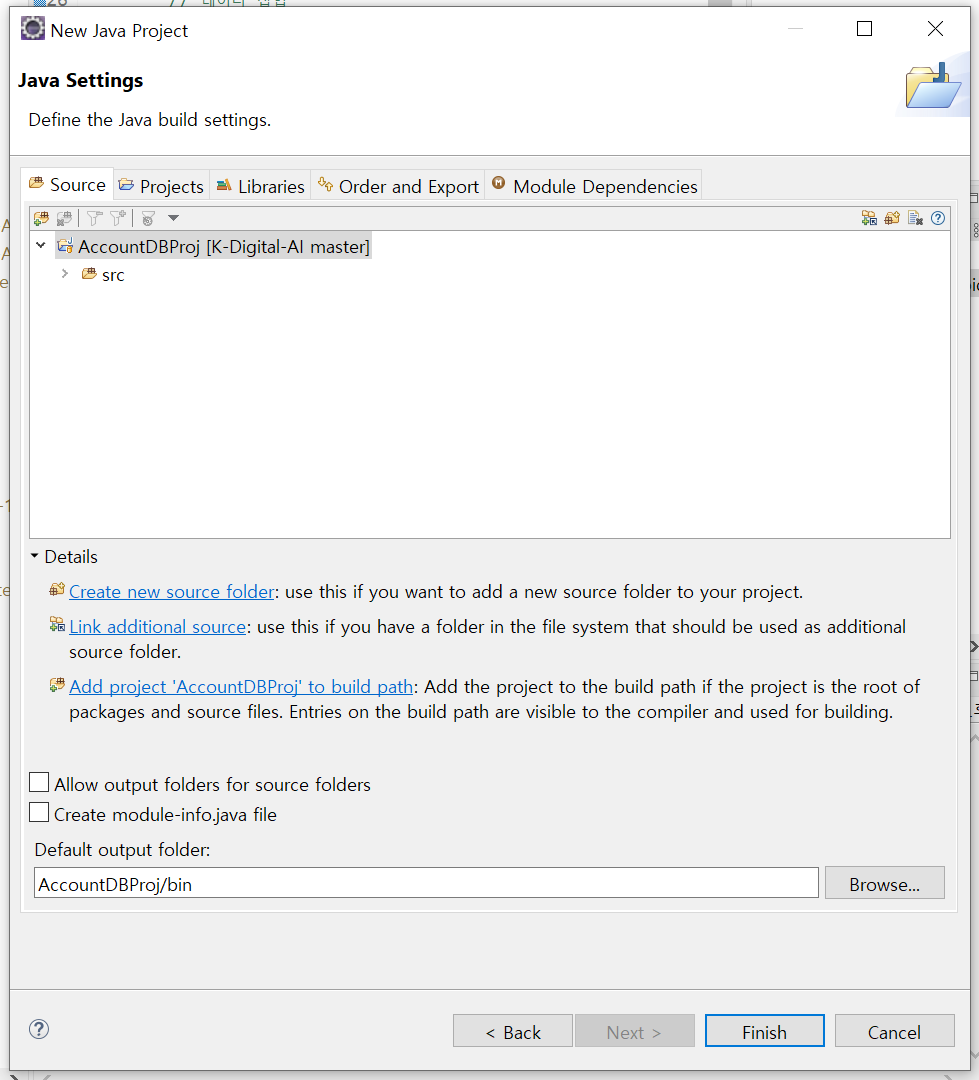 26 // 데이터 삽입
New Java Project
Java Settings
Define the Java build settings.
Source Projects Libraries Order and Export Module Dependencies
AccountDBProj [K-Digital-AI master]
src
Details
Create new source folder: use this if you want to add a new source folder to your project.
Link additional source: use this if you have a folder in the file system that should be used as additional
source folder.
Add project 'AccountDBProj' to build path: Add the project to the build path if the project is the root of
packages and source files. Entries on the build path are visible to the compiler and used for building.
Allow output folders for source folders
Create module-info.java file
Default output folder:
AccountDBProj/bin Browse...
< Back Next > Finish Cancel